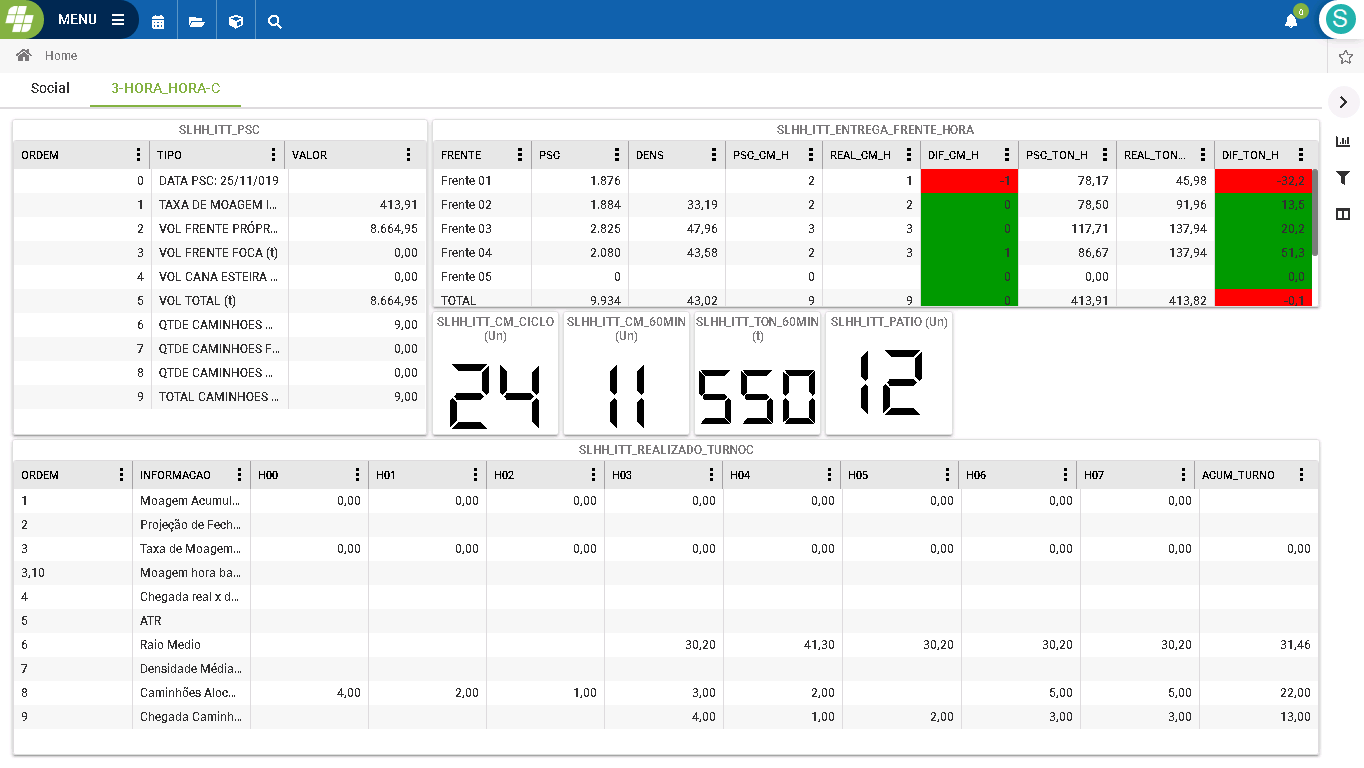 MENU
0
S
Home
Social 3-HORA_HORA-C
SLHH_ITT_PSC
ORDEM TIPO VALOR
0 DATA PSC: 25/11/019
1 TAXA DE MOAGEM I... 413,91
2 VOL FRENTE PRÓPR... 8.664,95
3 VOL FRENTE FOCA (t) 0,00
4 VOL CANA ESTEIRA ... 0,00
5 VOL TOTAL (t) 8.664,95
6 QTDE CAMINHOES ... 9,00
7 QTDE CAMINHOES F... 0,00
8 QTDE CAMINHOES ... 0,00
9 TOTAL CAMINHOES ... 9,00
SLHH_ITT_ENTREGA_FRENTE_HORA
FRENTE PSC DENS PSC_CM_H REAL_CM_H DIF_CM_H PSC_TON_H REAL_TON... DIF_TON_H
Frente 01 1.876 2 1 -1 78,17 45,98 -32,2
Frente 02 1.884 33,19 2 2 0 78,50 91,96 13,5
Frente 03 2.825 47,96 3 3 0 117,71 137,94 20,2
Frente 04 2.080 43,58 2 3 1 86,67 137,94 51,3
Frente 05 0 0 0 0,00 0,0
TOTAL 9.934 43,02 9 9 0 413,91 413,82 -0,1
SLHH_ITT_CM_CICLO
(Un)
24
SLHH_ITT_CM_60MIN
(Un)
11
SLHH_ITT_TON_60MIN
(t)
550
SLHH_ITT_PATIO (Un)
12
SLHH_ITT_REALIZADO_TURNOC
ORDEM INFORMACAO H00 H01 H02 H03 H04 H05 H06 H07 ACUM_TURNO
1 Moagem Acumul... 0,00 0,00 0,00 0,00 0,00 0,00 0,00 0,00
2 Projeção de Fech...
3 Taxa de Moagem... 0,00 0,00 0,00 0,00 0,00 0,00 0,00 0,00 0,00
3,10 Moagem hora ba...
4 Chegada real x d...
5 ATR
6 Raio Medio 30,20 41,30 30,20 30,20 30,20 31,46
7 Densidade Média...
8 Caminhões Aloc... 4,00 2,00 1,00 3,00 2,00 5,00 5,00 22,00
9 Chegada Caminh... 4,00 1,00 2,00 3,00 3,00 13,00